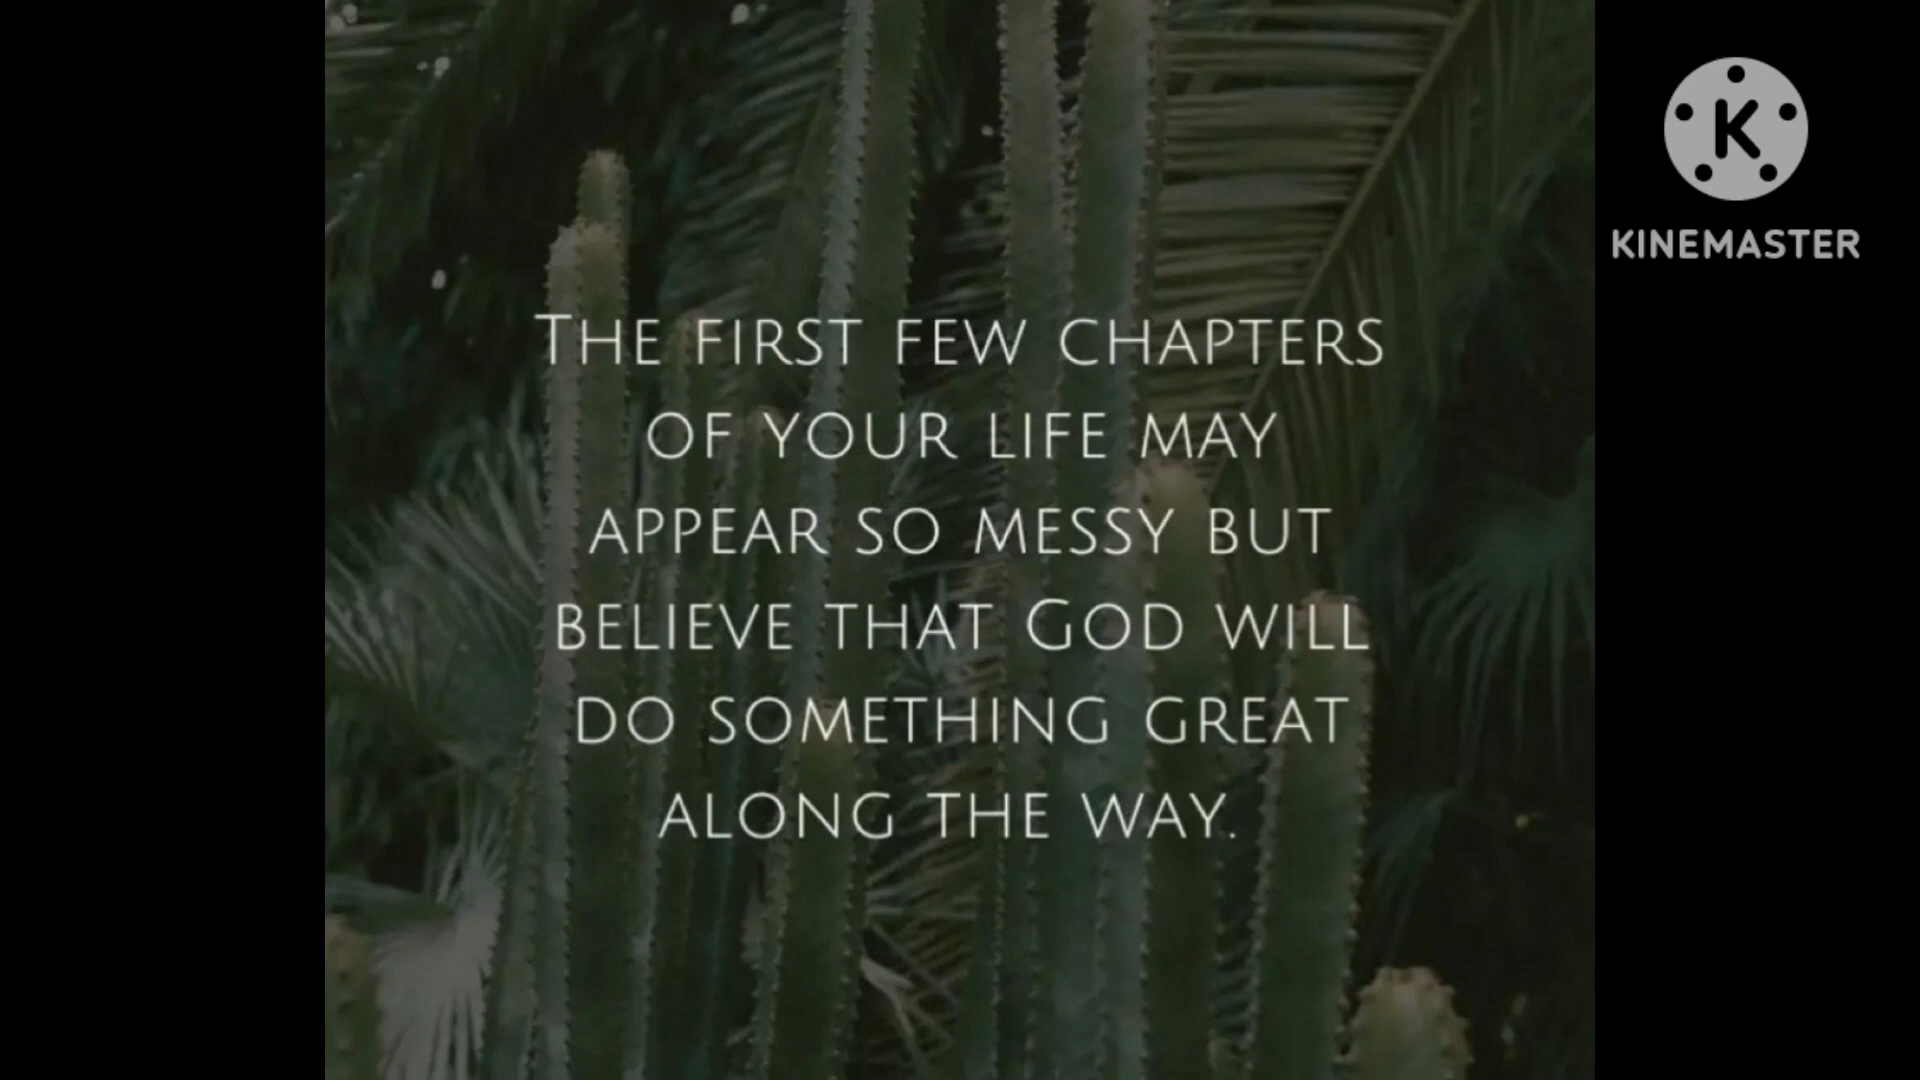 THE FIRST FEW CHAPTERS
OF YOUR LIFE MAY
APPEAR SO MESSY BUT
BELIEVE THAT GOD WILL
DO SOMETHING GREAT
ALONG THE WAY.
K
KINEMASTER